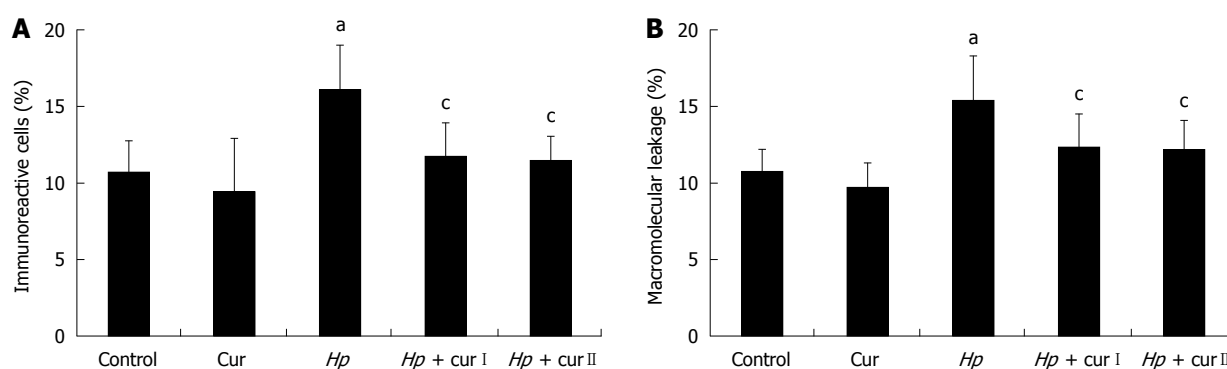 A
Immunoreactive cells (%)
20
15
10
5
0
a
c
c
Control
Cur
Hp
Hp + cur Ⅰ
Hp + cur Ⅱ
B
Macromolecular leakage (%)
20
15
10
5
0
a
c
c
Control
Cur
Hp
Hp + cur Ⅰ
Hp + cur Ⅱ